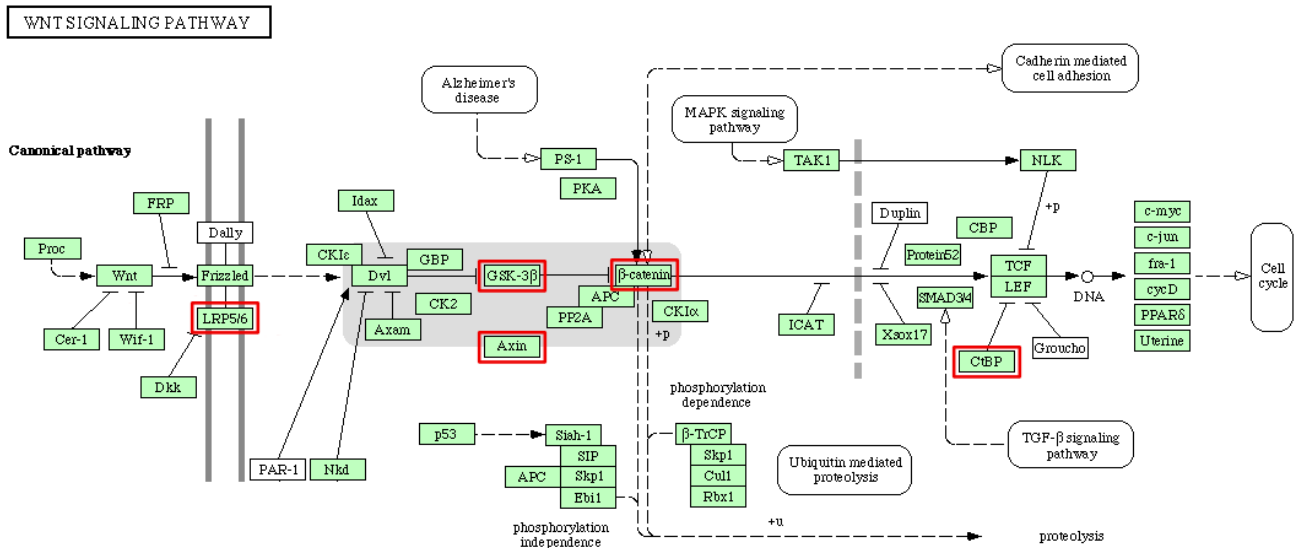 WNT SIGNALING PATHWAY
Canonical pathway
Alzheimer's
disease
Cadherin mediated
cell adhesion
MAPK signaling
pathway
PS-1
PKA
TAK1
NLK
+p
FRP
Idax
Dally
Duplin
CBP
c-myc
c-jun
fra-1
cycD
PPARδ
Uterine
Proc
Wnt
Frizzled
LRP5/6
CKIε
Dvl
GBP
GSK-3β
β-catenin
CK2
APC
PP2A
CKIα
Axam
Axin
+p
Protein52
TCF
LEF
DNA
SMAD3/4
Cell
cycle
Cer-1
Wif-1
Dkk
ICAT
Xsox17
CtBP
Groucho
PAR-1
Nkd
phosphorylation
dependence
p53
Siah-1
SIP
APC
Skp1
Ebi1
β-TrCP
Skp1
Cul1
Rbx1
Ubiquitin mediated
proteolysis
TGF-β signaling
pathway
phosphorylation
independence
+u
proteolysis